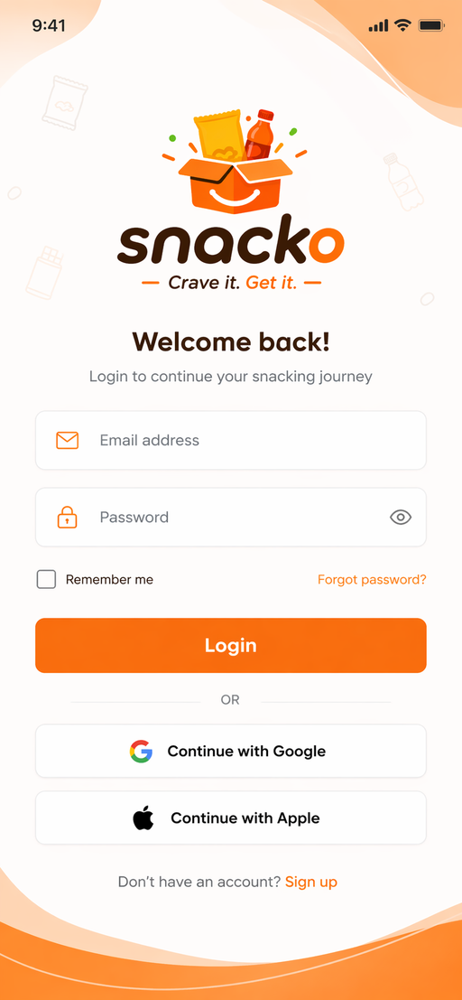 9:41
snacko
Crave it. Get it.
Welcome back!
Login to continue your snacking journey
Email address
Password
Remember me
Forgot password?
Login
OR
Continue with Google
Continue with Apple
Don't have an account? Sign up